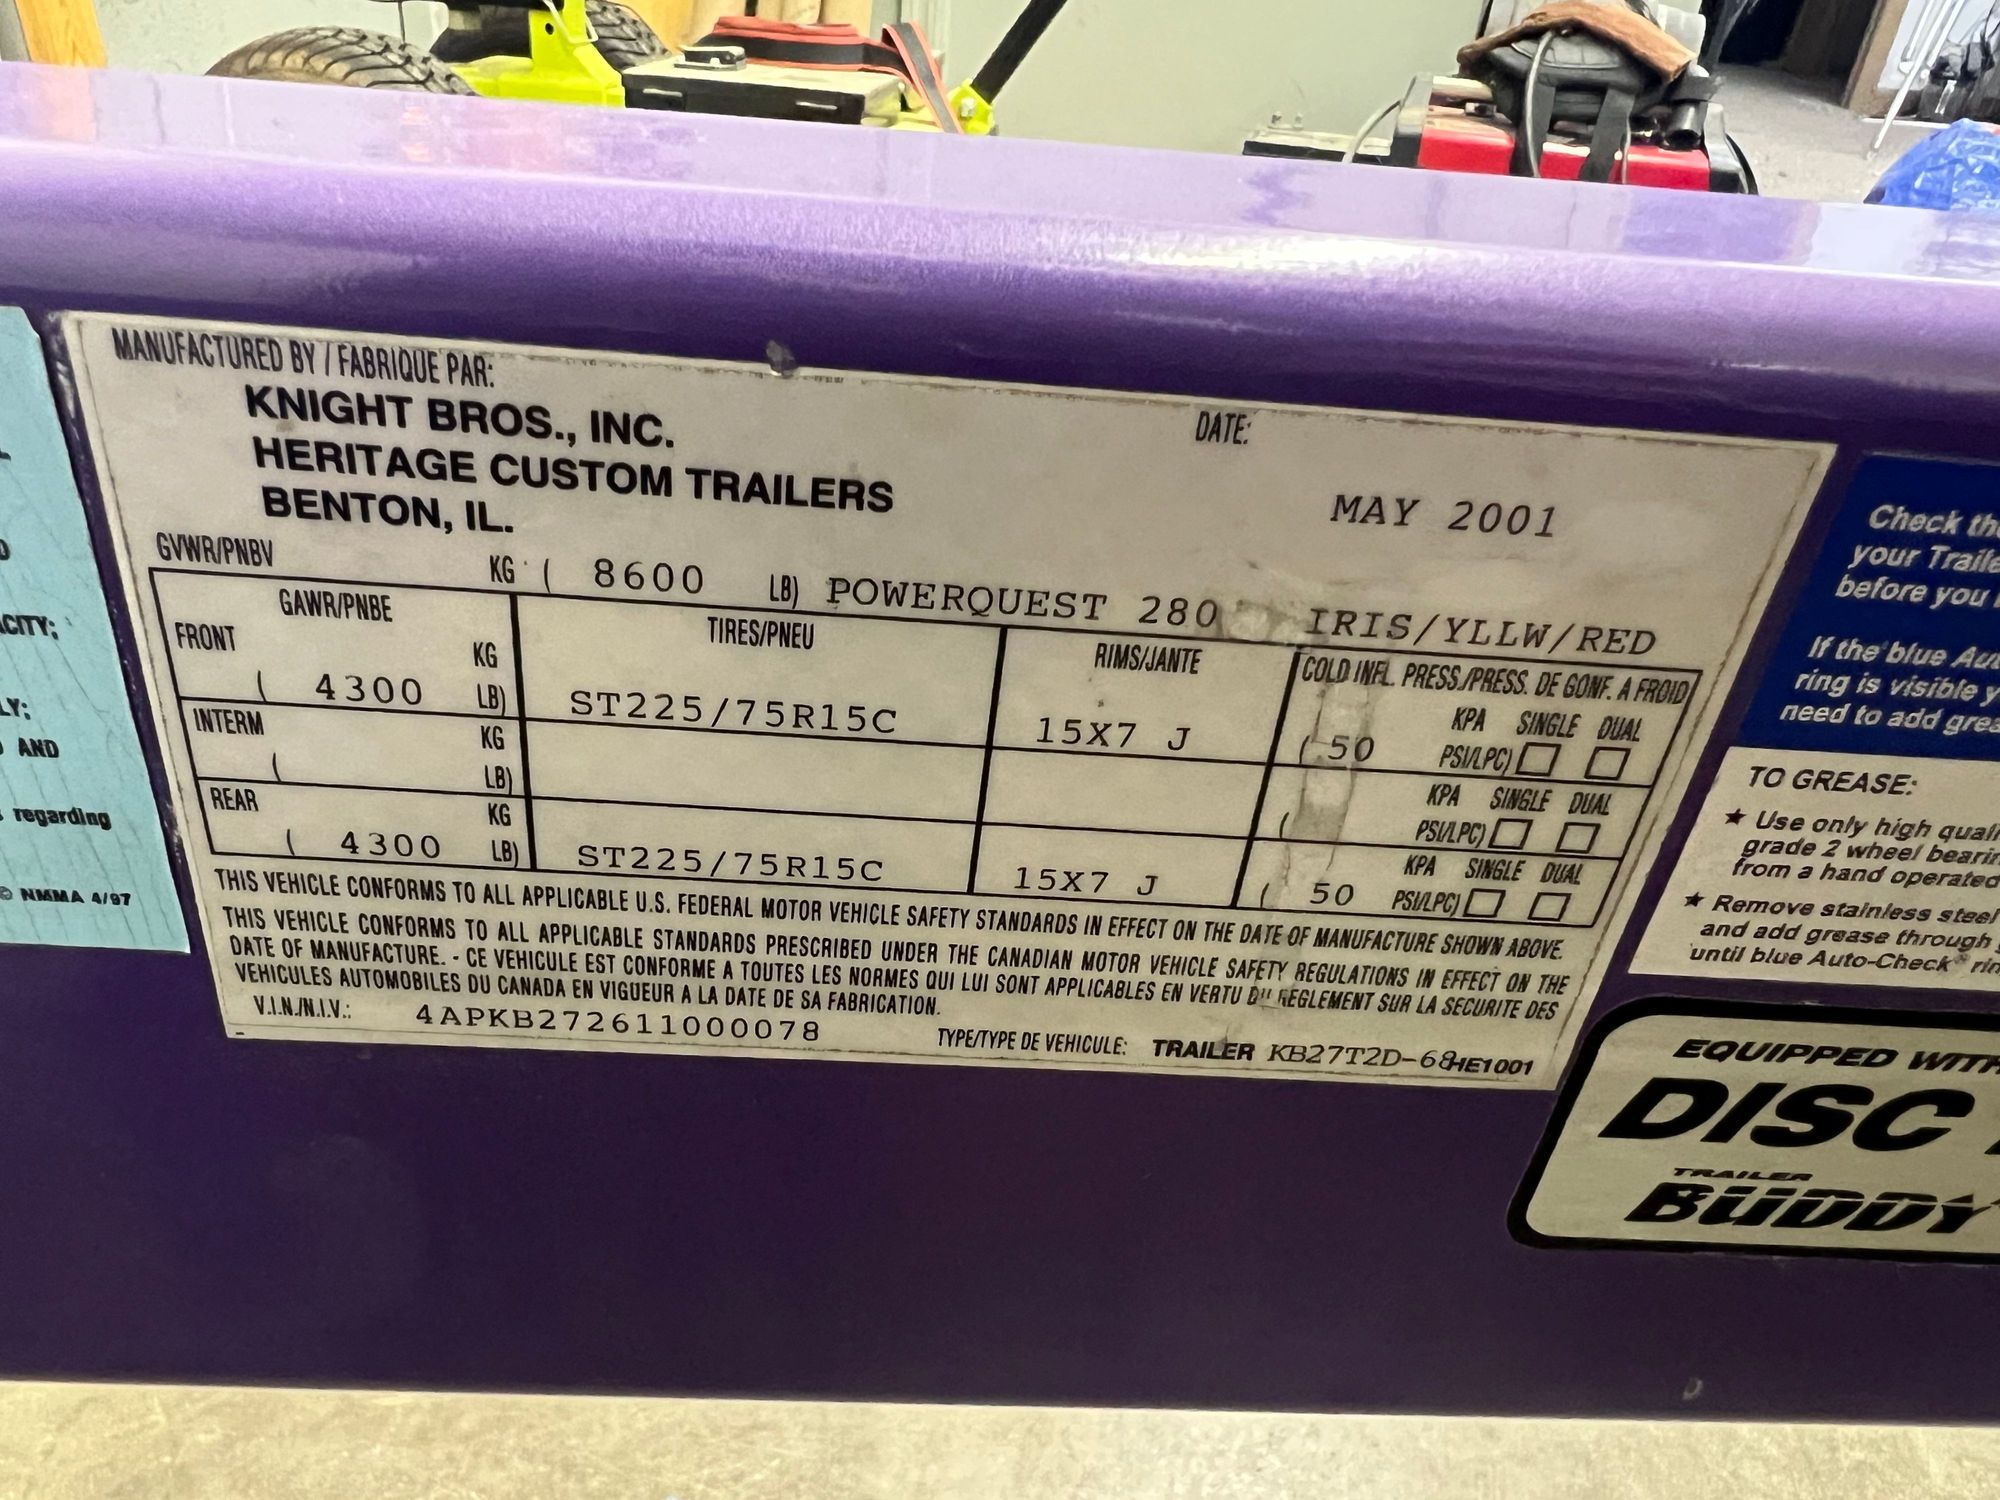 MANUFACTURED BY / FABRIQUE PAR:
KNIGHT BROS., INC.
HERITAGE CUSTOM TRAILERS
BENTON, IL.
DATE:
MAY 2001
GVWR/PNBV KG ( 8600 LB) POWERQUEST 280 IRIS/YLLW/RED
GAWR/PNBE TIRES/PNEU RIMS/JANTE COLD INFL. PRESS./PRESS. DE GONF. A FROID
FRONT KG KPA SINGLE DUAL
( 4300 LB) ST225/75R15C 15X7 J ( 50 PSI/LPC)
INTERM KG KPA SINGLE DUAL
( LB) ( PSI/LPC)
REAR KG KPA SINGLE DUAL
( 4300 LB) ST225/75R15C 15X7 J ( 50 PSI/LPC)
THIS VEHICLE CONFORMS TO ALL APPLICABLE U.S. FEDERAL MOTOR VEHICLE SAFETY STANDARDS IN EFFECT ON THE DATE OF MANUFACTURE SHOWN ABOVE.
THIS VEHICLE CONFORMS TO ALL APPLICABLE STANDARDS PRESCRIBED UNDER THE CANADIAN MOTOR VEHICLE SAFETY REGULATIONS IN EFFECT ON THE
DATE OF MANUFACTURE. - CE VEHICULE EST CONFORME A TOUTES LES NORMES QUI LUI SONT APPLICABLES EN VERTU DU REGLEMENT SUR LA SECURITE DES
VEHICULES AUTOMOBILES DU CANADA EN VIGUEUR A LA DATE DE SA FABRICATION.
V.I.N./N.I.V.: 4APKB272611000078 TYPE/TYPE DE VEHICULE: TRAILER KB27T2D-68 HE1001
ACITY;
LY;
AND
regarding
© NMMA 4/97
Check
your
before you
If the blue
ring is visible
need to add
TO GREASE:
★ Use only high
grade 2 wheel
from a hand operated
★ Remove stainless steel
and add grease through
until blue Auto-Check®
EQUIPPED WITH
DISC
TRAILER
BUDDY